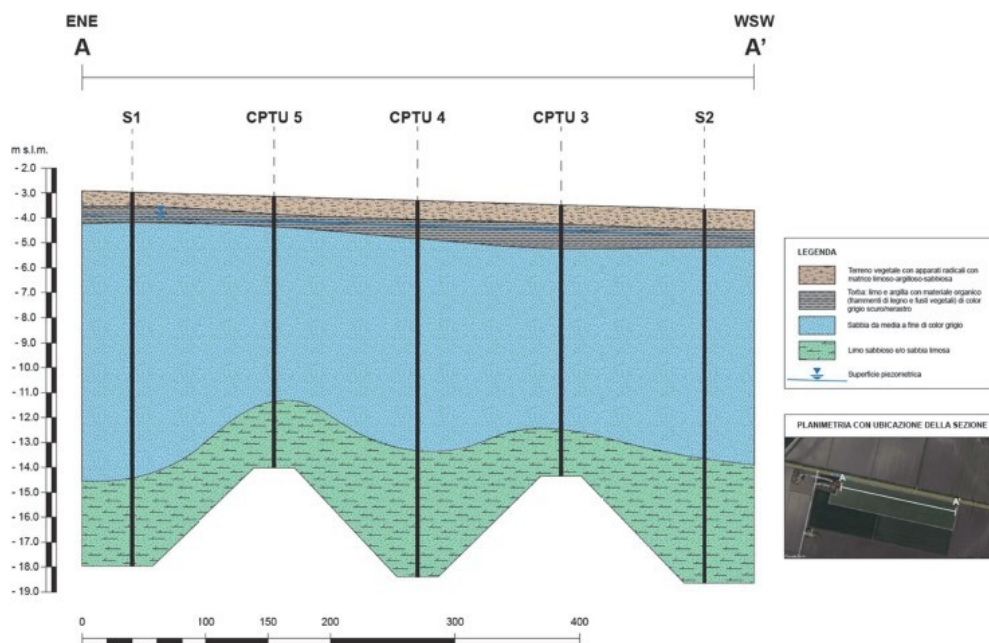 ENE
WSW
A
A’
S1
CPTU 5
CPTU 4
CPTU 3
S2
m s.l.m.
- 2.0
- 3.0
- 4.0
- 5.0
- 6.0
- 7.0
- 8.0
- 9.0
- 10.0
- 11.0
- 12.0
- 13.0
- 14.0
- 15.0
- 16.0
- 17.0
- 18.0
- 19.0
LEGENDA
Terreno vegetale con apparati radicali con
matrice limoso-argilloso-sabbiosa
Torba: limo e argilla con materiale organico
(frammenti di legno e fusti vegetali) di color
grigio scuro/nerastro
Sabbia da media a fine di color grigio
Limo sabbioso e/o sabbia limosa
Superficie piezometrica
PLANIMETRIA CON UBICAZIONE DELLA SEZIONE
A
A'
0
100
200
300
400